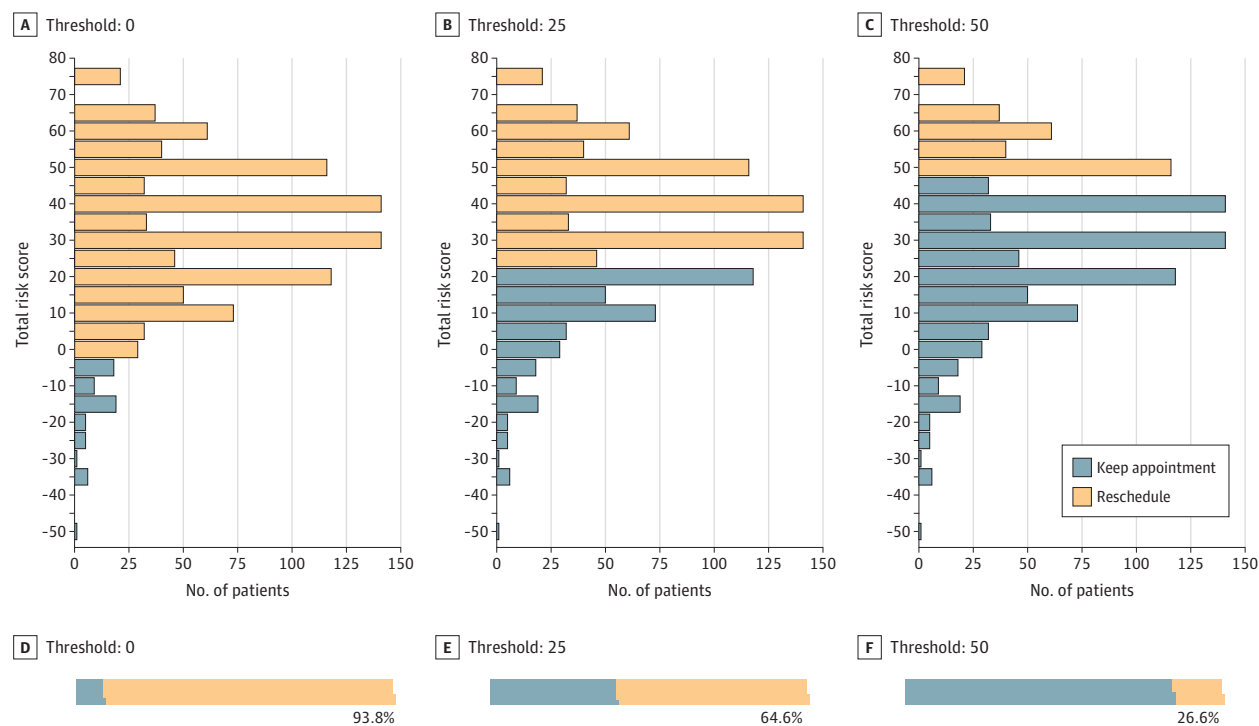 A Threshold: 0
80
70
60
50
40
30
20
10
0
-10
-20
-30
-40
-50
Total risk score
0 25 50 75 100 125 150
No. of patients
B Threshold: 25
80
70
60
50
40
30
20
10
0
-10
-20
-30
-40
-50
Total risk score
0 25 50 75 100 125 150
No. of patients
C Threshold: 50
80
70
60
50
40
30
20
10
0
-10
-20
-30
-40
-50
Total risk score
0 25 50 75 100 125 150
No. of patients
Keep appointment
Reschedule
D Threshold: 0
93.8%
E Threshold: 25
64.6%
F Threshold: 50
26.6%